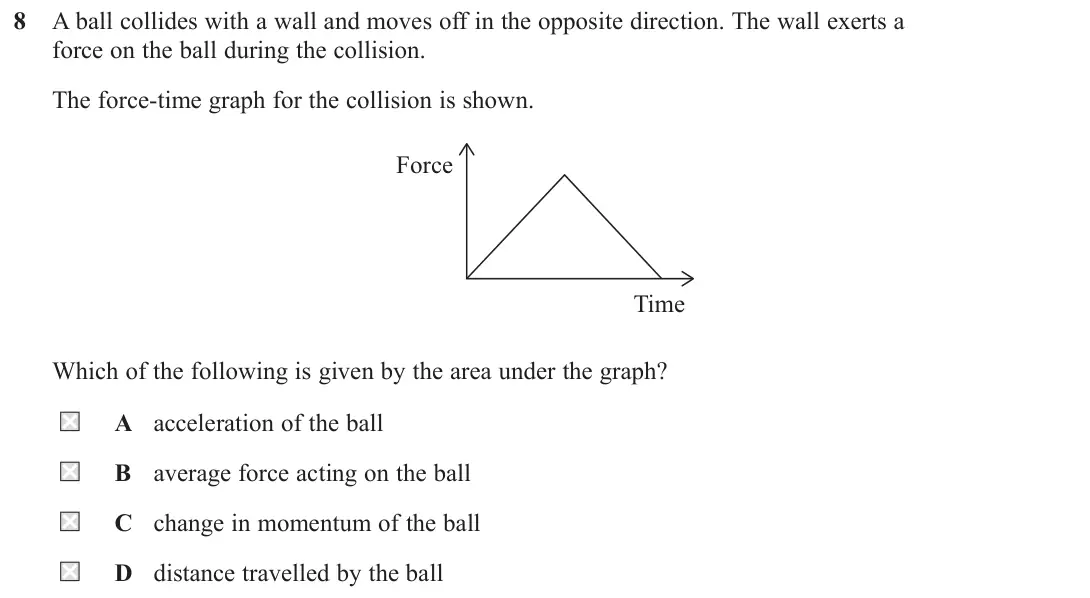 8 A ball collides with a wall and moves off in the opposite direction. The wall exerts a
force on the ball during the collision.
The force-time graph for the collision is shown.
Force
Time
Which of the following is given by the area under the graph?
A acceleration of the ball
B average force acting on the ball
C change in momentum of the ball
D distance travelled by the ball